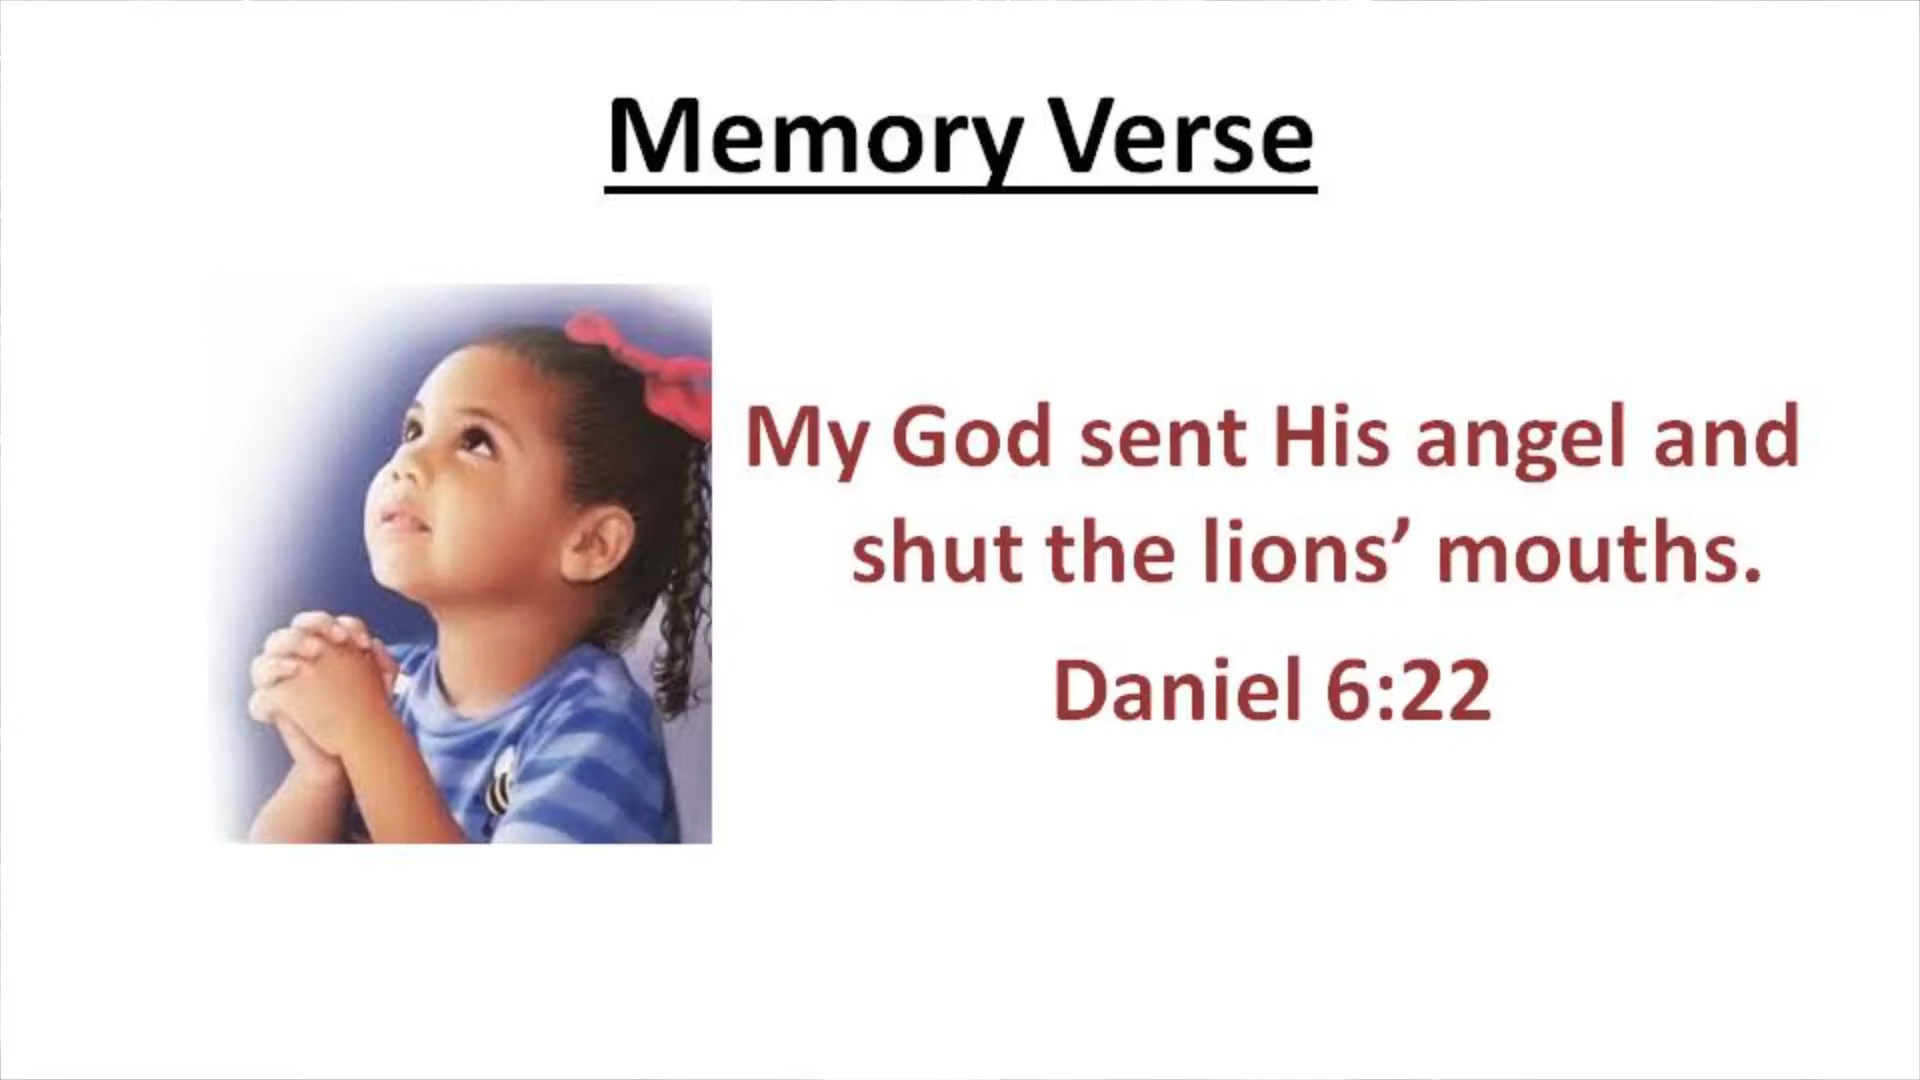 Memory Verse
My God sent His angel and
shut the lions’ mouths.
Daniel 6:22